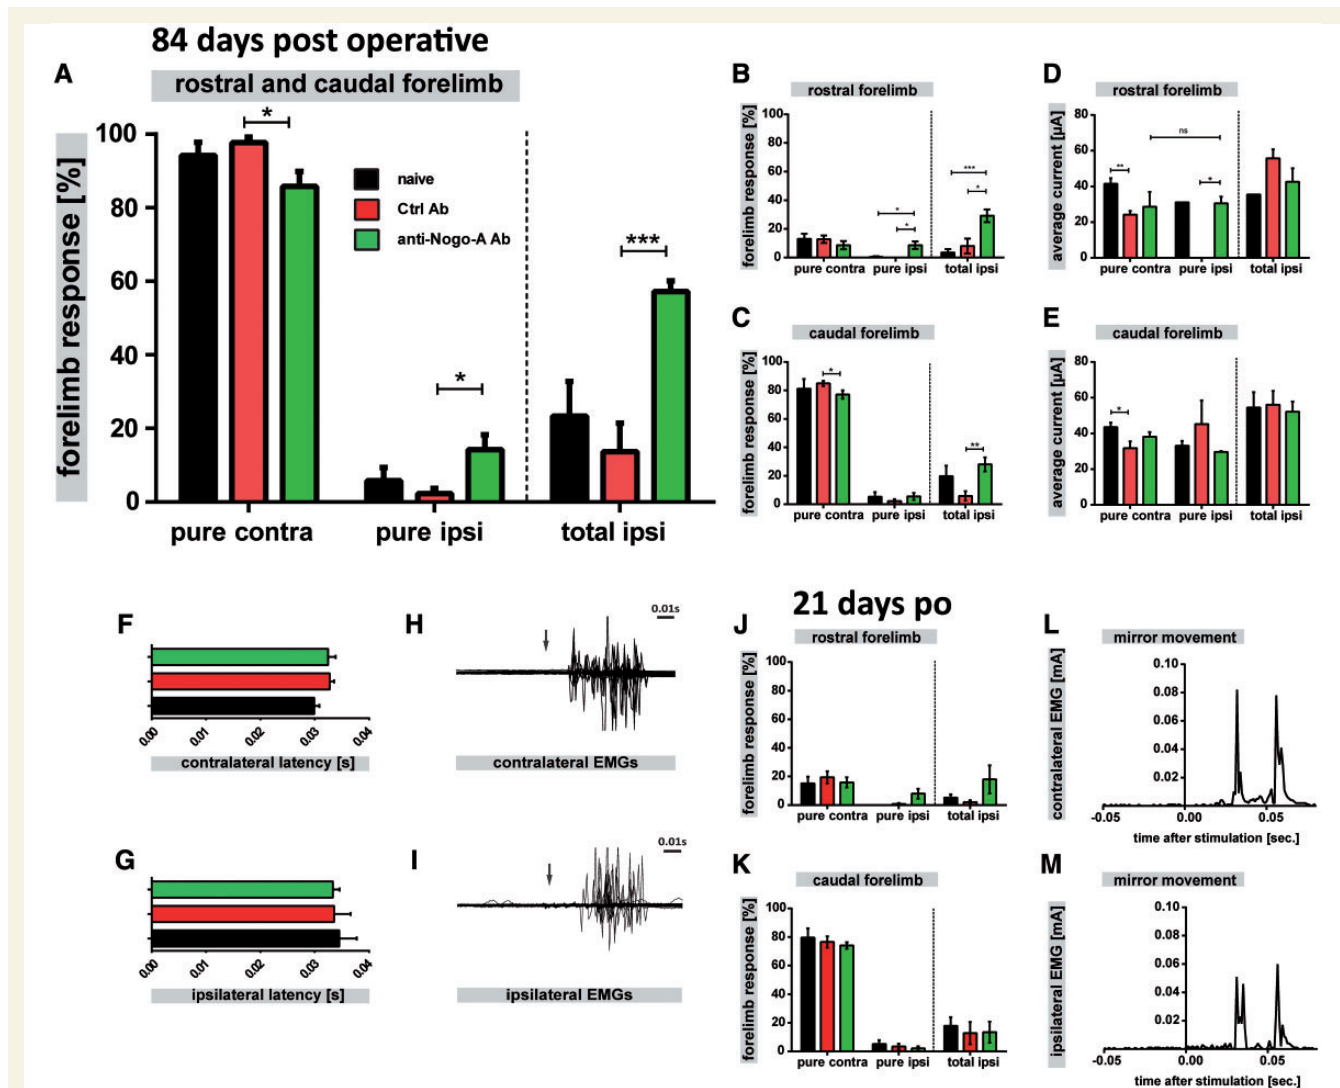 84 days post operative
A
rostral and caudal forelimb
forelimb response [%]
100
80
60
40
20
0
*
*
***
naive
Ctrl Ab
anti-Nogo-A Ab
pure contra
pure ipsi
total ipsi
B
rostral forelimb
forelimb response [%]
100
80
60
40
20
0
*
*
***
*
pure contra
pure ipsi
total ipsi
C
caudal forelimb
forelimb response [%]
100
80
60
40
20
0
*
**
pure contra
pure ipsi
total ipsi
D
rostral forelimb
average current [µA]
80
60
40
20
0
**
ns
*
pure contra
pure ipsi
total ipsi
E
caudal forelimb
average current [µA]
80
60
40
20
0
*
pure contra
pure ipsi
total ipsi
F
0.00
0.01
0.02
0.03
0.04
contralateral latency [s]
G
0.00
0.01
0.02
0.03
0.04
ipsilateral latency [s]
H
0.01s
contralateral EMGs
I
0.01s
ipsilateral EMGs
21 days po
J
rostral forelimb
forelimb response [%]
100
80
60
40
20
0
pure contra
pure ipsi
total ipsi
K
caudal forelimb
forelimb response [%]
100
80
60
40
20
0
pure contra
pure ipsi
total ipsi
L
mirror movement
contralateral EMG [mA]
0.10
0.08
0.06
0.04
0.02
-0.05
0.00
0.05
time after stimulation [sec.]
M
mirror movement
ipsilateral EMG [mA]
0.10
0.08
0.06
0.04
0.02
-0.05
0.00
0.05
time after stimulation [sec.]